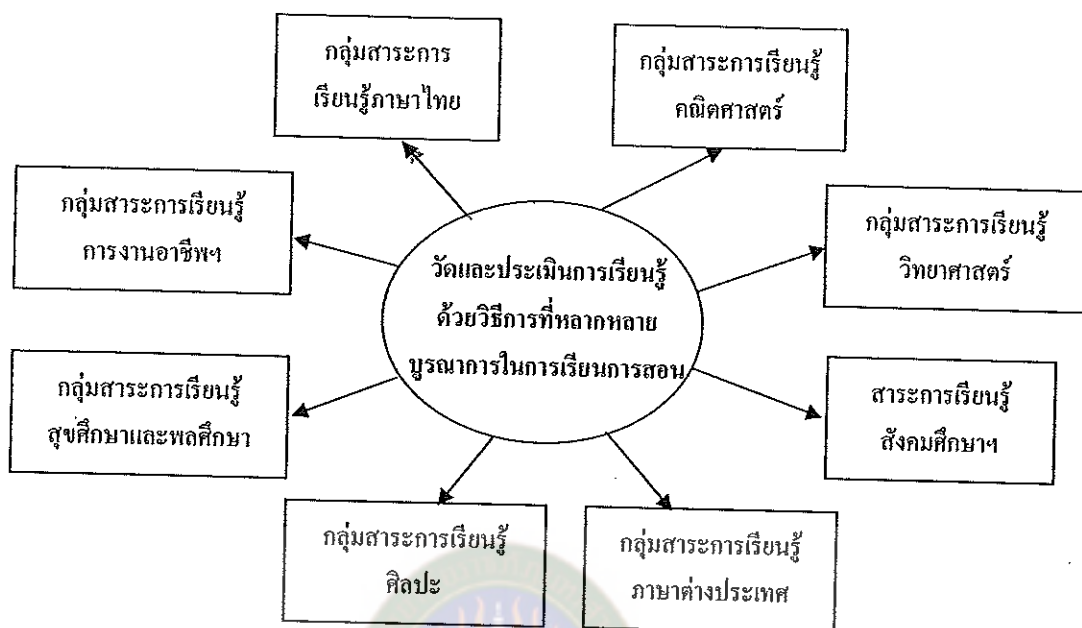 กลุ่มสาระการ
เรียนรู้ภาษาไทย
กลุ่มสาระการเรียนรู้
คณิตศาสตร์
กลุ่มสาระการเรียนรู้
การงานอาชีพฯ
กลุ่มสาระการเรียนรู้
วิทยาศาสตร์
วัดและประเมินการเรียนรู้
ด้วยวิธีการที่หลากหลาย
บูรณาการในการเรียนการสอน
กลุ่มสาระการเรียนรู้
สุขศึกษาและพลศึกษา
สาระการเรียนรู้
สังคมศึกษาฯ
กลุ่มสาระการเรียนรู้
ศิลปะ
กลุ่มสาระการเรียนรู้
ภาษาต่างประเทศ